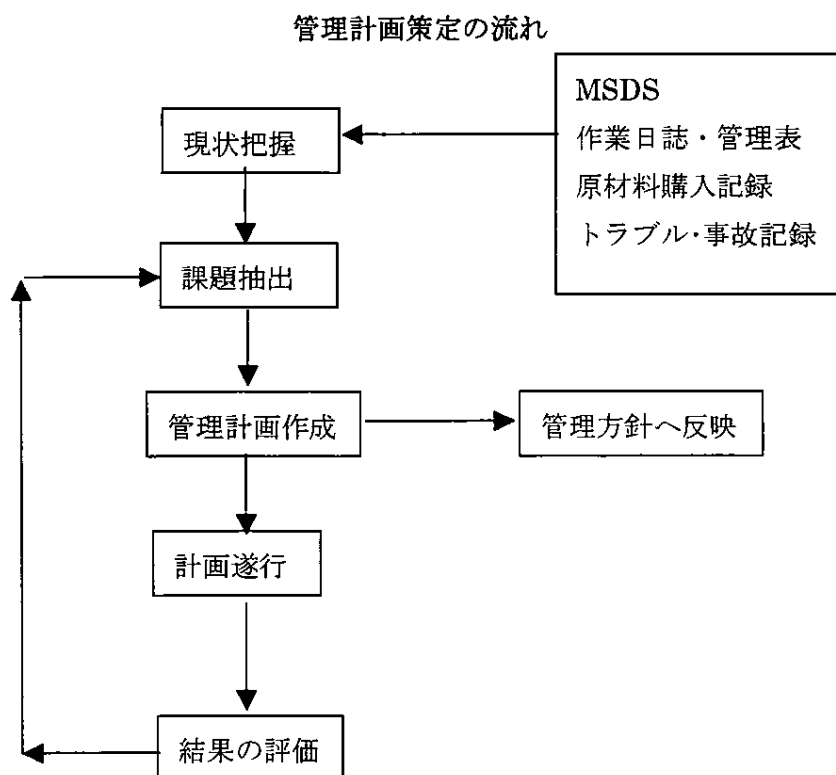 管理計画策定の流れ
MSDS
作業日誌・管理表
原材料購入記録
トラブル・事故記録
現状把握
課題抽出
管理計画作成
管理方針へ反映
計画遂行
結果の評価